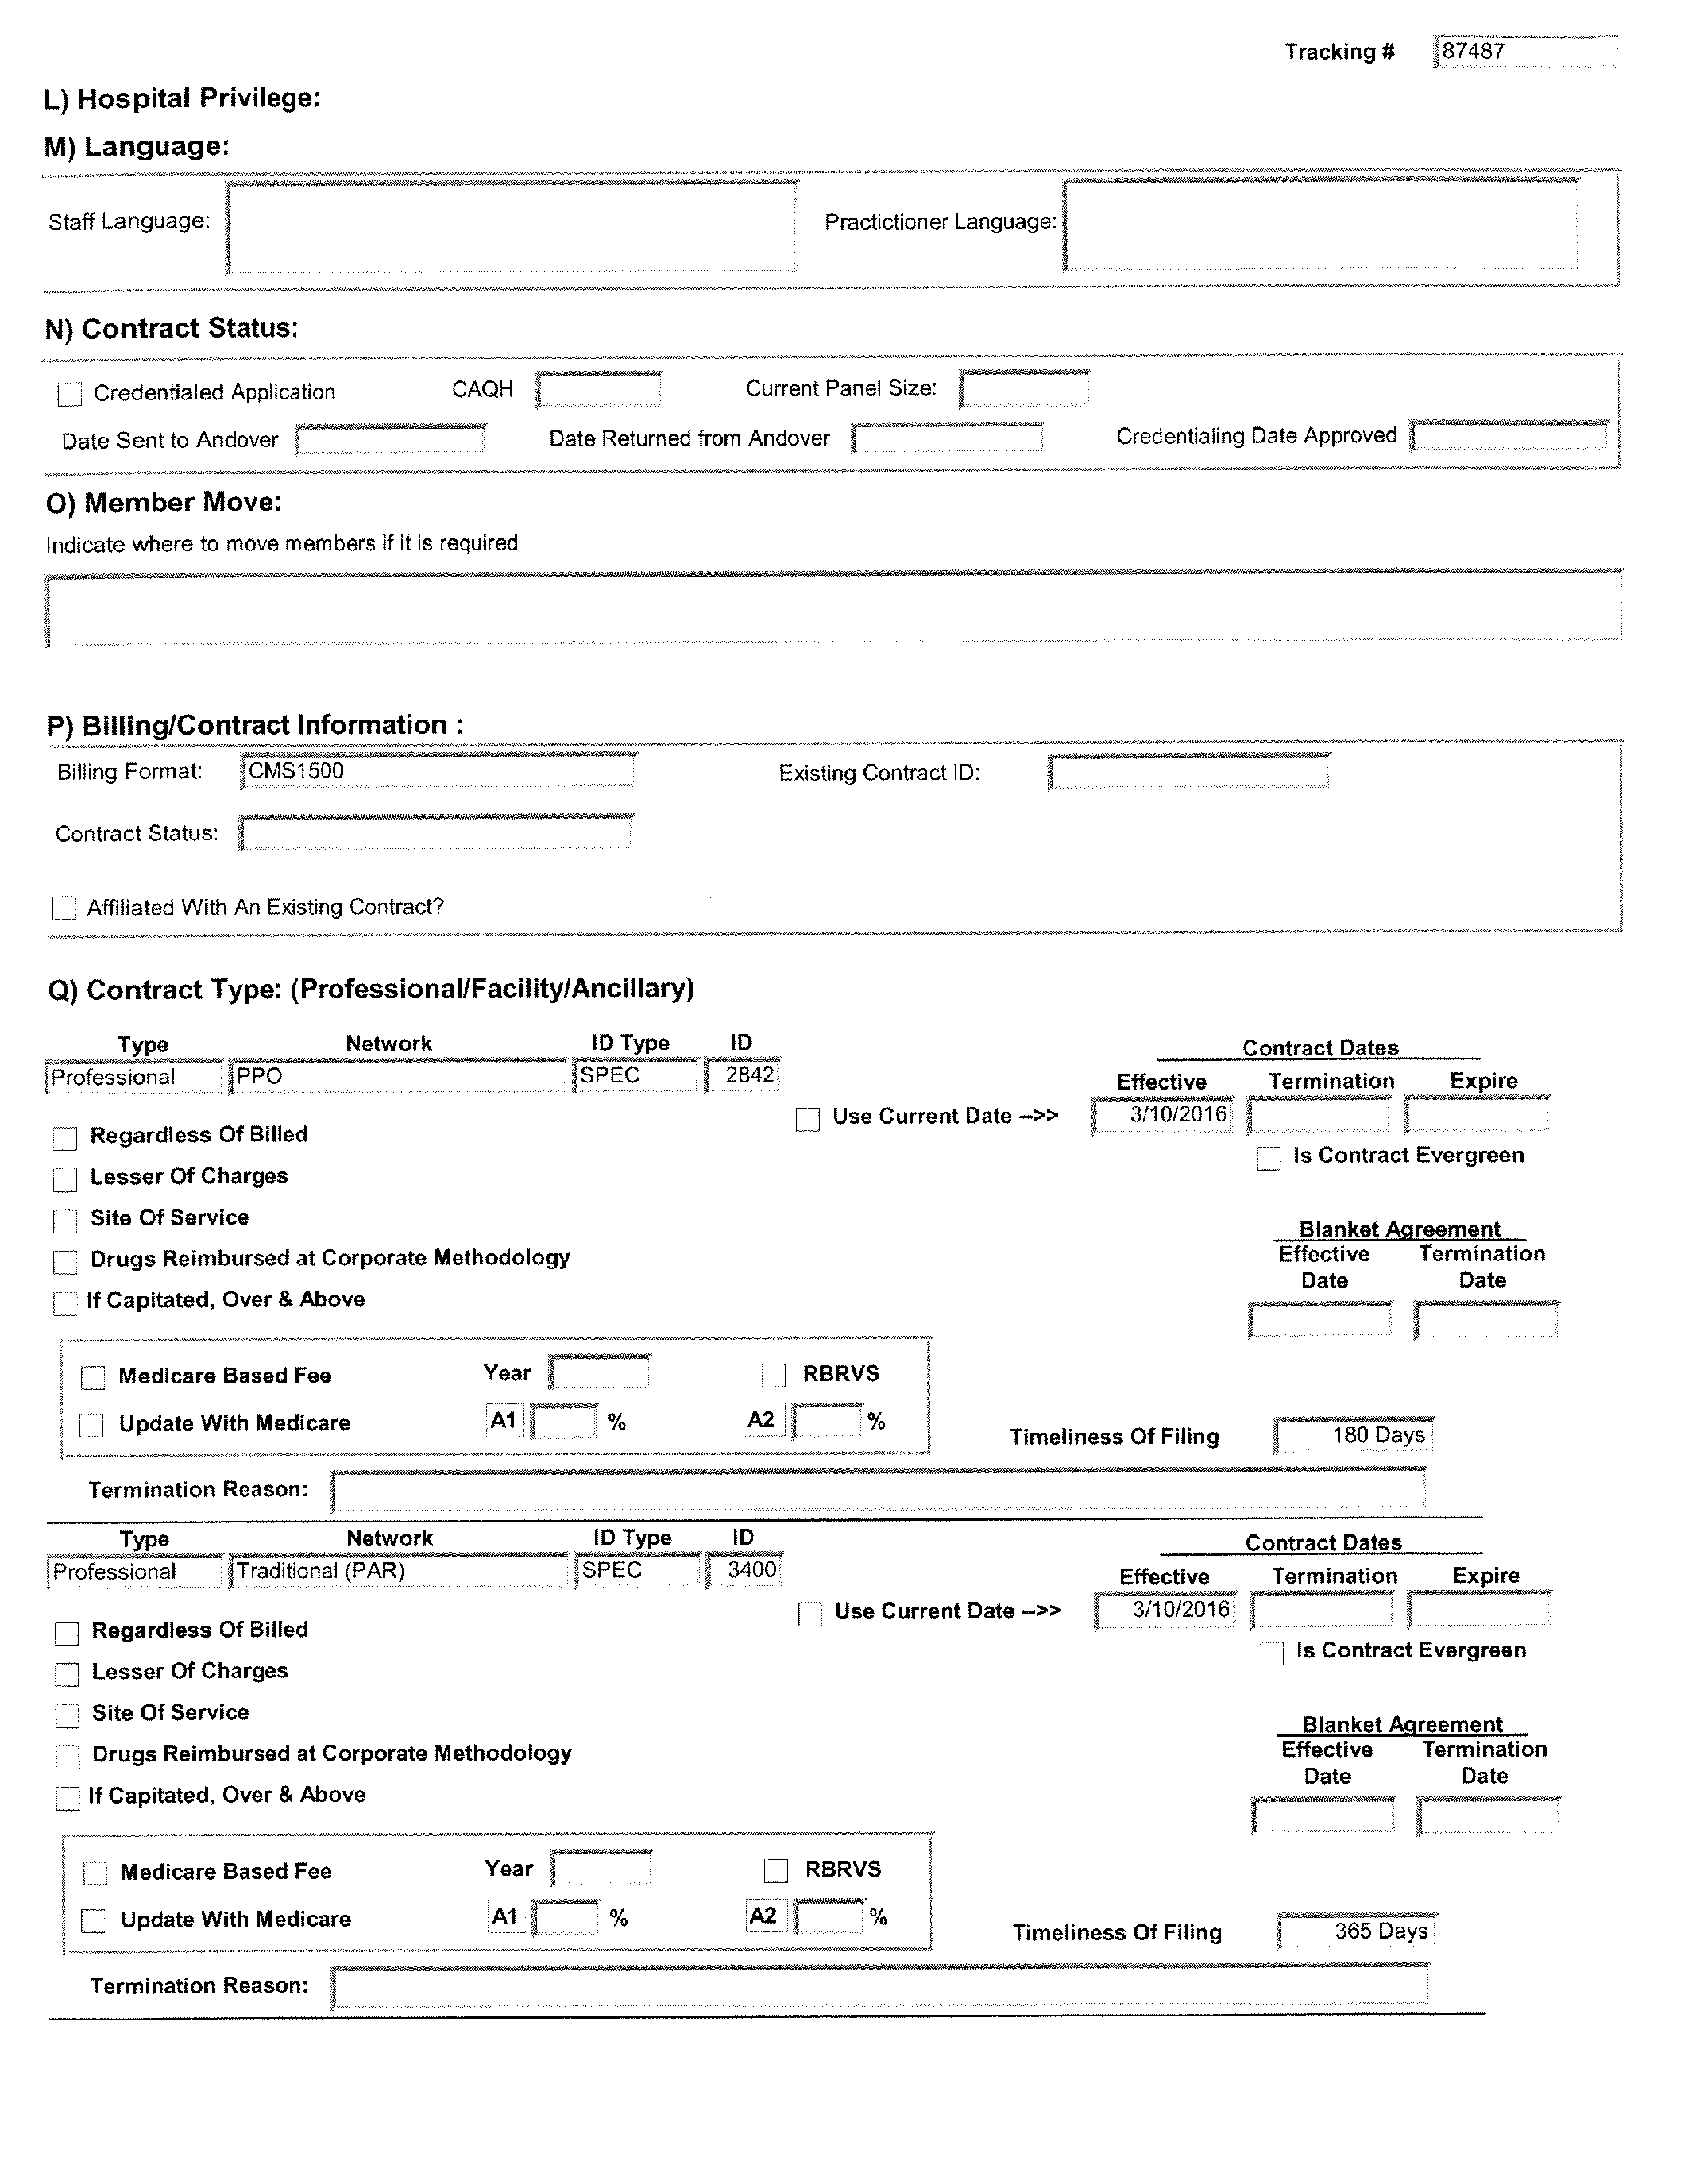 Tracking # 87487
L) Hospital Privilege:
M) Language:
Staff Language: Practictioner Language:
N) Contract Status:
Credentialed Application CAQH Current Panel Size:
Date Sent to Andover Date Returned from Andover Credentialing Date Approved
O) Member Move:
Indicate where to move members if it is required
P) Billing/Contract Information :
Billing Format: CMS1500 Existing Contract ID:
Contract Status:
Affiliated With An Existing Contract?
Q) Contract Type: (Professional/Facility/Ancillary)
Type Network ID Type ID Contract Dates
Professional PPO SPEC 2842 Effective Termination Expire
Use Current Date -->> 3/10/2016
Regardless Of Billed
Is Contract Evergreen
Lesser Of Charges
Site Of Service
Blanket Agreement
Drugs Reimbursed at Corporate Methodology Effective Termination
Date Date
If Capitated, Over & Above
Medicare Based Fee Year RBRVS
Update With Medicare A1 % A2 % Timeliness Of Filing 180 Days
Termination Reason:
Type Network ID Type ID Contract Dates
Professional Traditional (PAR) SPEC 3400 Effective Termination Expire
Use Current Date -->> 3/10/2016
Regardless Of Billed
Is Contract Evergreen
Lesser Of Charges
Site Of Service
Blanket Agreement
Drugs Reimbursed at Corporate Methodology Effective Termination
Date Date
If Capitated, Over & Above
Medicare Based Fee Year RBRVS
Update With Medicare A1 % A2 % Timeliness Of Filing 365 Days
Termination Reason: